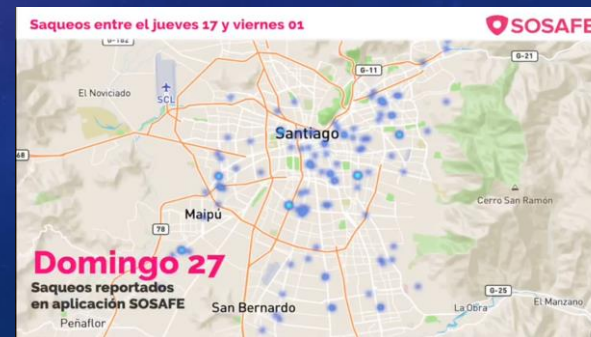 Saqueos entre el jueves 17 y viernes 01
SOSAFE
G-182
G-21
G-11
El Noviciado
SCL
Santiago
68
Cerro San Ramón
Maipú
78
Domingo 27
Saqueos reportados
en aplicación SOSAFE
G-25
San Bernardo
La Obra
El Manzano
Peñaflor